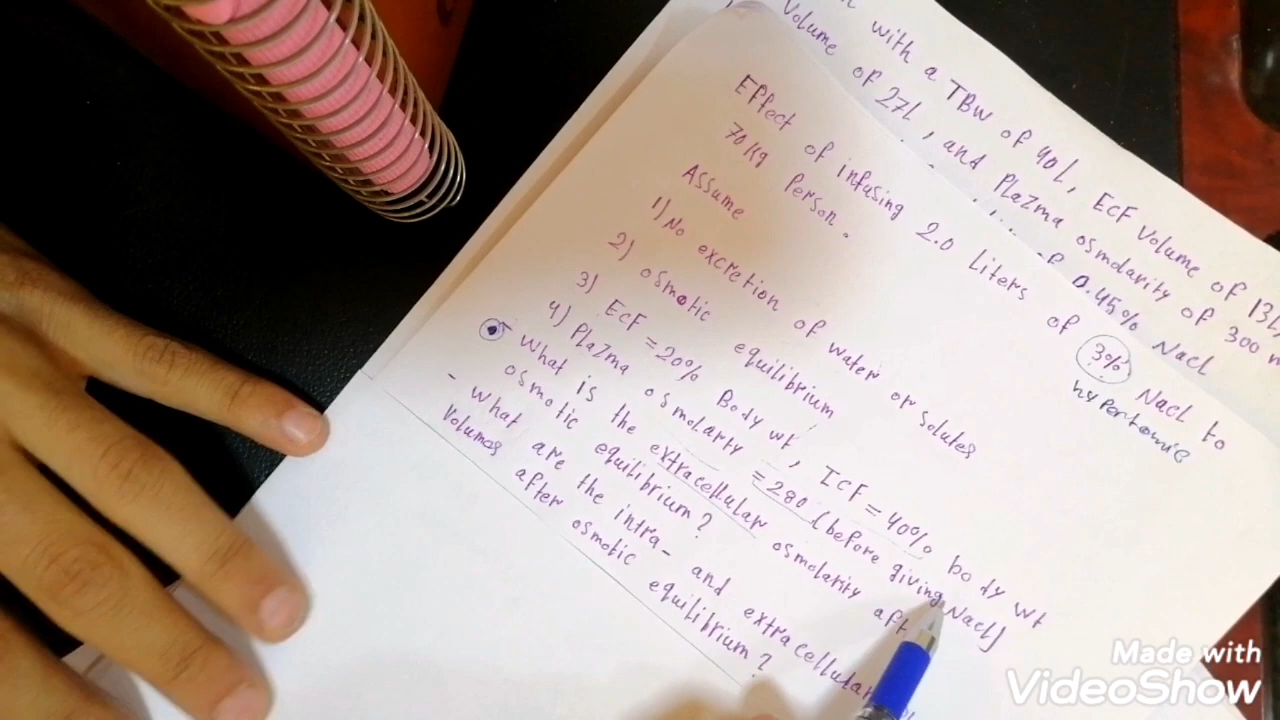 with a TBW of 40L, ECF Volume of 13L
Volume of 27L, and Plazma osmolarity of 300
of 0.45% Nacl
Effect of infusing 2.0 Liters of 3% Nacl to
hypertonic
70kg Person.
Assume
1) No excretion of water or solutes
2) osmotic equilibrium
3) ECF = 20% Body wt, ICF = 40% body wt
4) Plazma osmolarty = 280 (before giving Nacl)
- what is the extracellular osmolarity aft
osmotic equilibrium?
- what are the intra- and extracellular
Volumes after osmotic equilibrium?
Made with
VideoShow